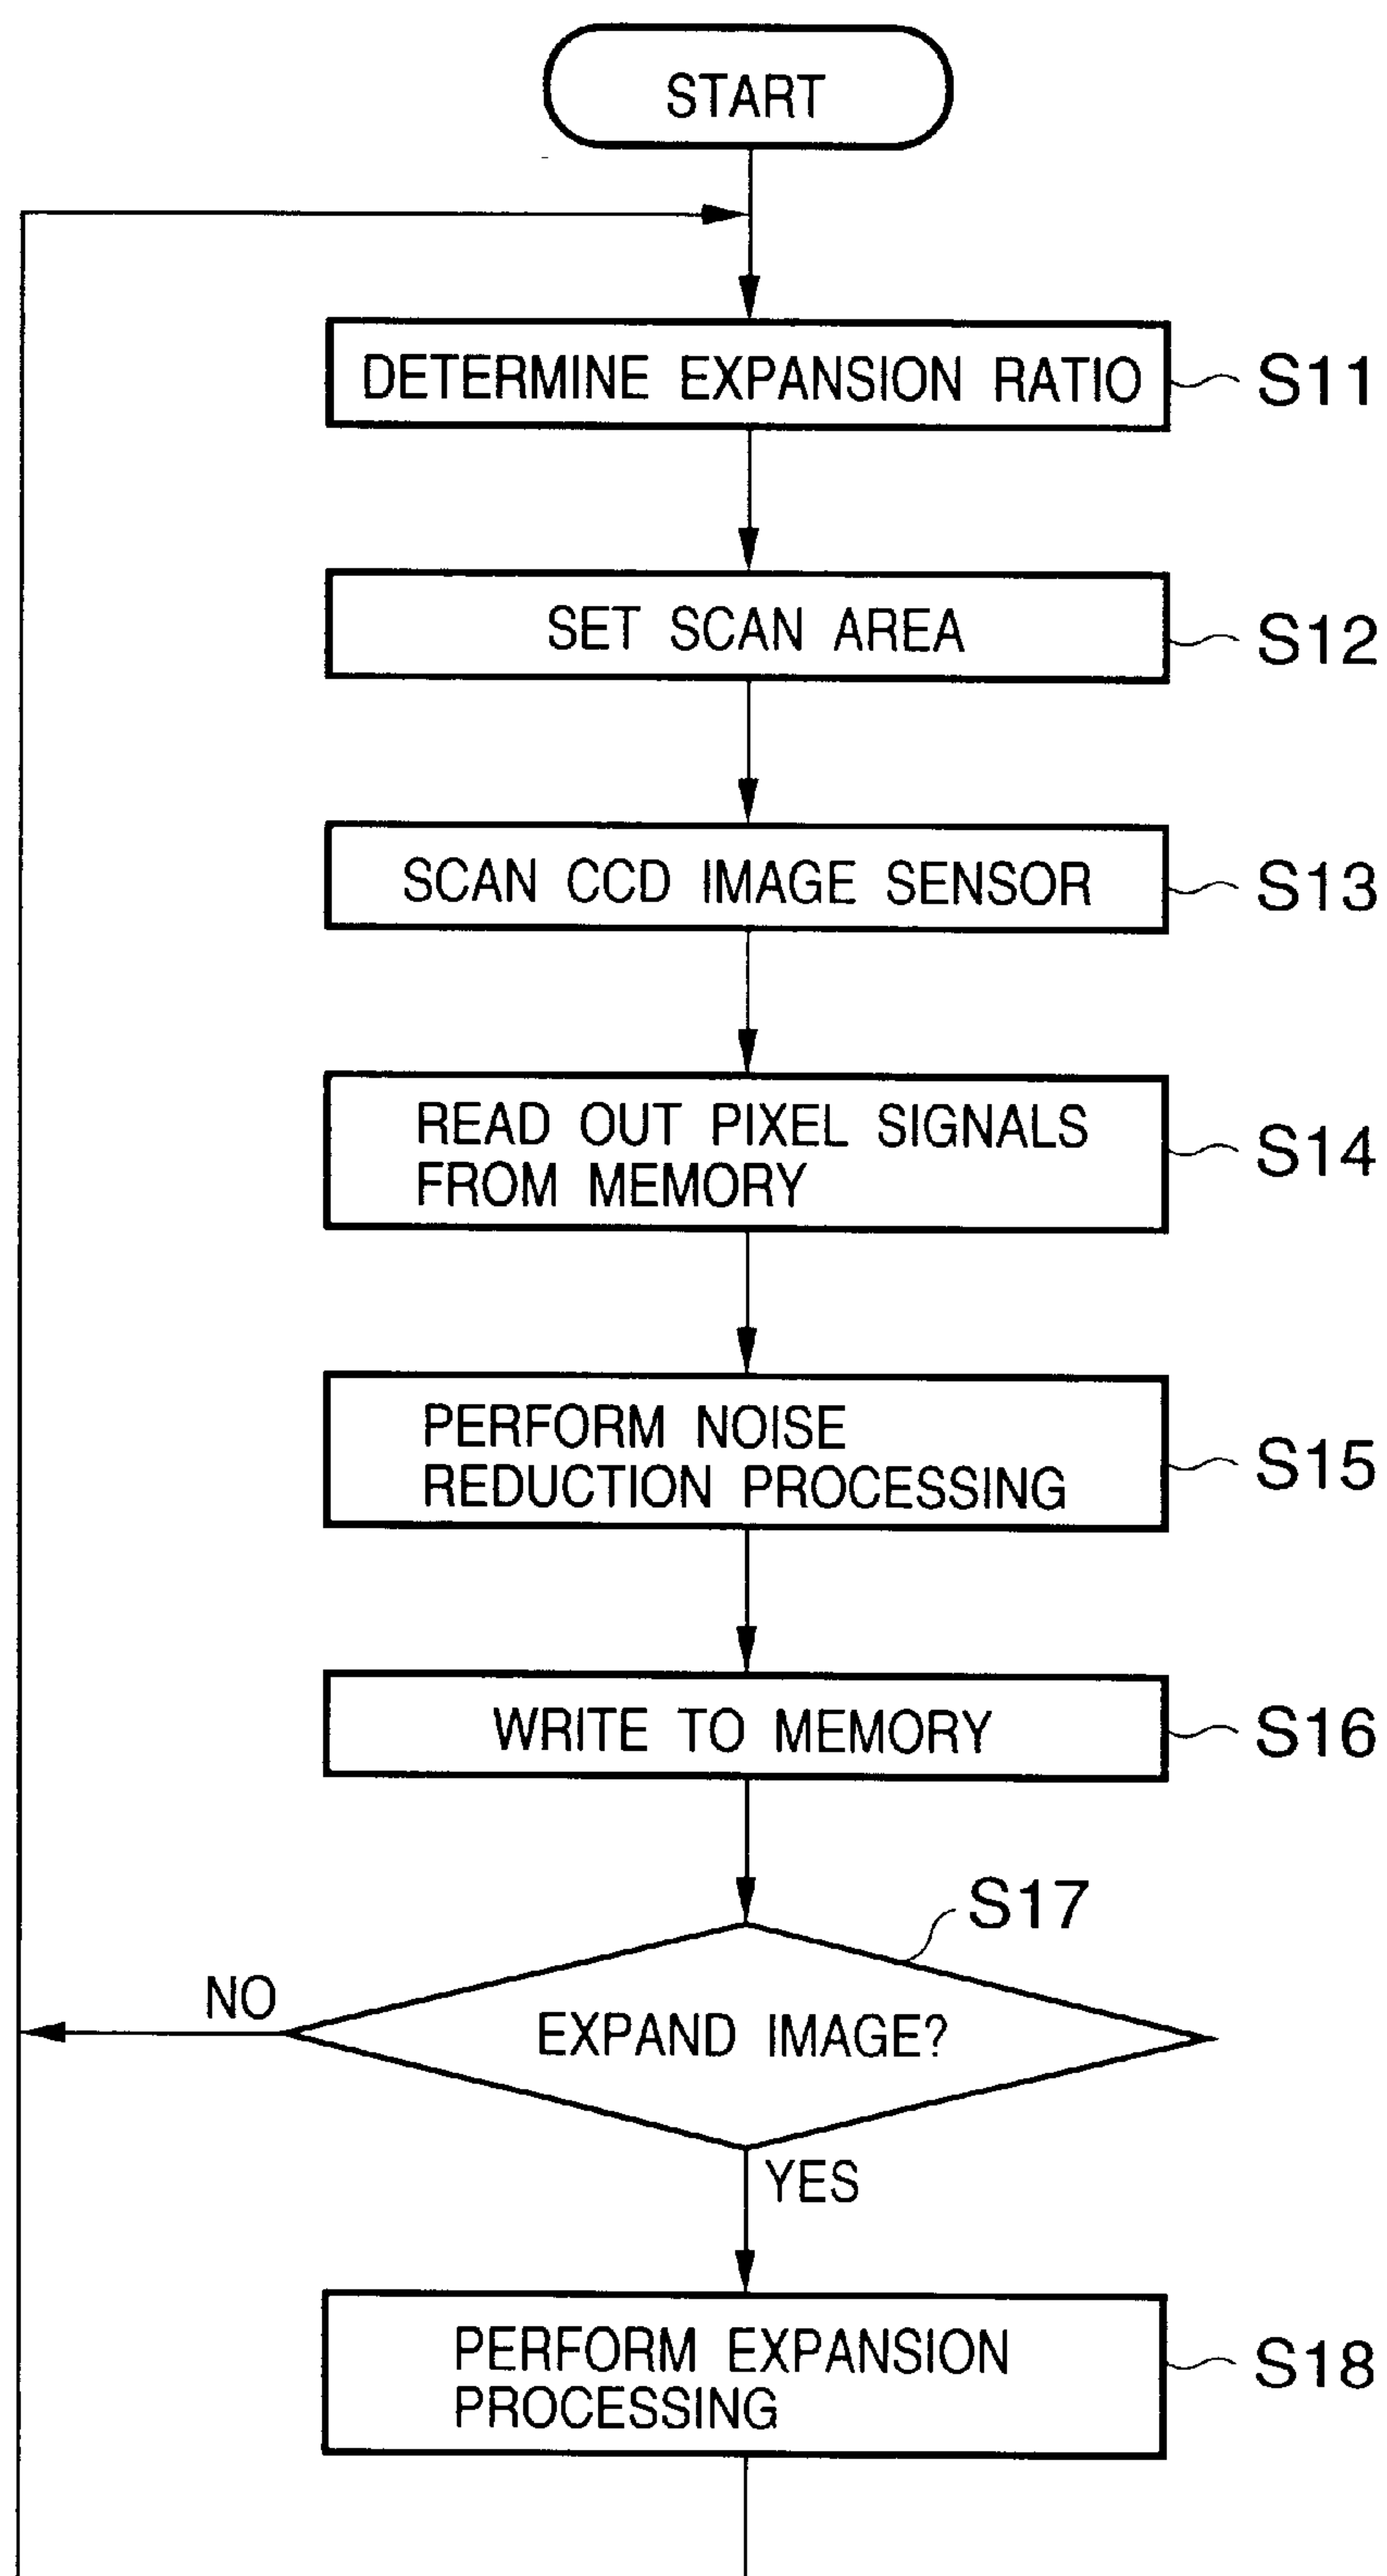 START
DETERMINE EXPANSION RATIO
S11
SET SCAN AREA
S12
SCAN CCD IMAGE SENSOR
S13
READ OUT PIXEL SIGNALS
FROM MEMORY
S14
PERFORM NOISE
REDUCTION PROCESSING
S15
WRITE TO MEMORY
S16
S17
NO
EXPAND IMAGE?
YES
PERFORM EXPANSION
PROCESSING
S18